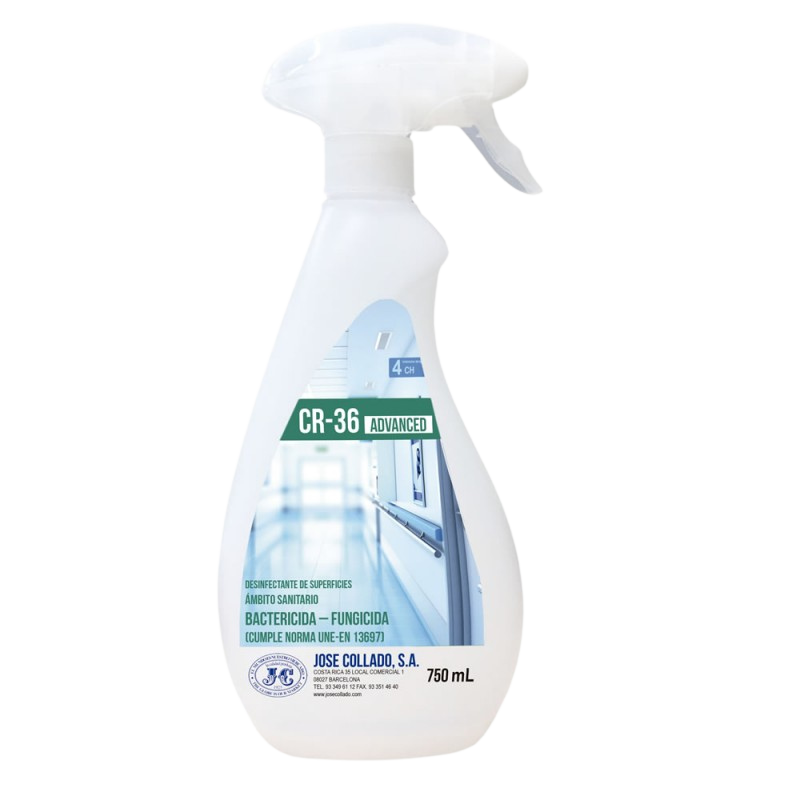 4 CH
CR-36 ADVANCED
DESINFECTANTE DE SUPERFICIES
ÁMBITO SANITARIO
BACTERICIDA – FUNGICIDA
(CUMPLE NORMA UNE-EN 13697)
JC
JOSE COLLADO, S.A.
COSTA RICA 35 LOCAL COMERCIAL 1
08027 BARCELONA
TEL. 93 349 61 12 FAX. 93 351 46 40
www.josecollado.com
750 mL